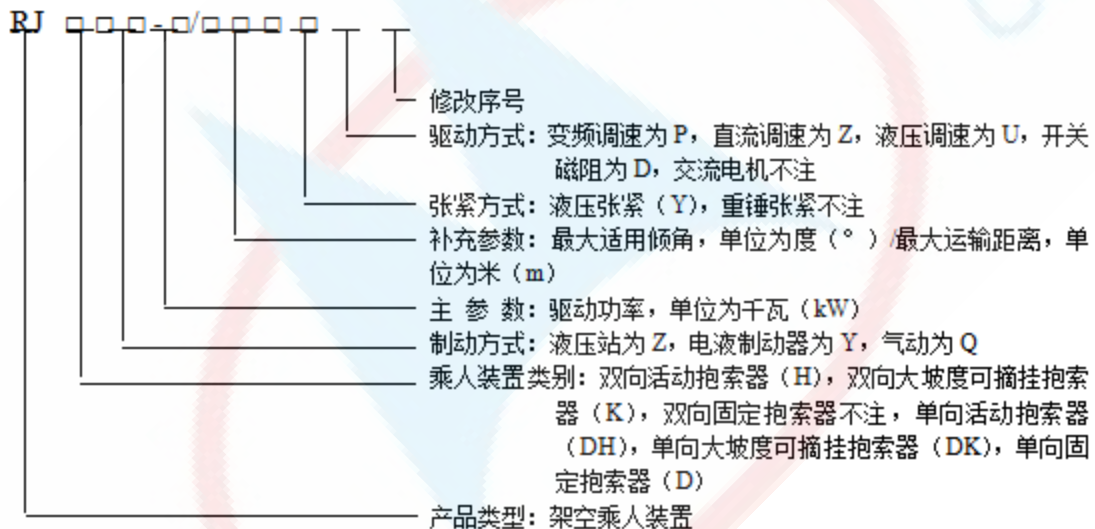 RJ □□□-□/□□□□
修改序号
驱动方式：变频调速为 P，直流调速为 Z，液压调速为 U，开关
磁阻为 D，交流电机不注
张紧方式：液压张紧（Y），重锤张紧不注
补充参数：最大适用倾角，单位为度（°）/最大运输距离，单
位为米（m）
主 参 数：驱动功率，单位为千瓦（kW）
制动方式：液压站为 Z，电液制动器为 Y，气动为 Q
乘人装置类别：双向活动抱索器（H），双向大坡度可摘挂抱索
器（K），双向固定抱索器不注，单向活动抱索器
（DH），单向大坡度可摘挂抱索器（DK），单向固
定抱索器（D）
产品类型：架空乘人装置